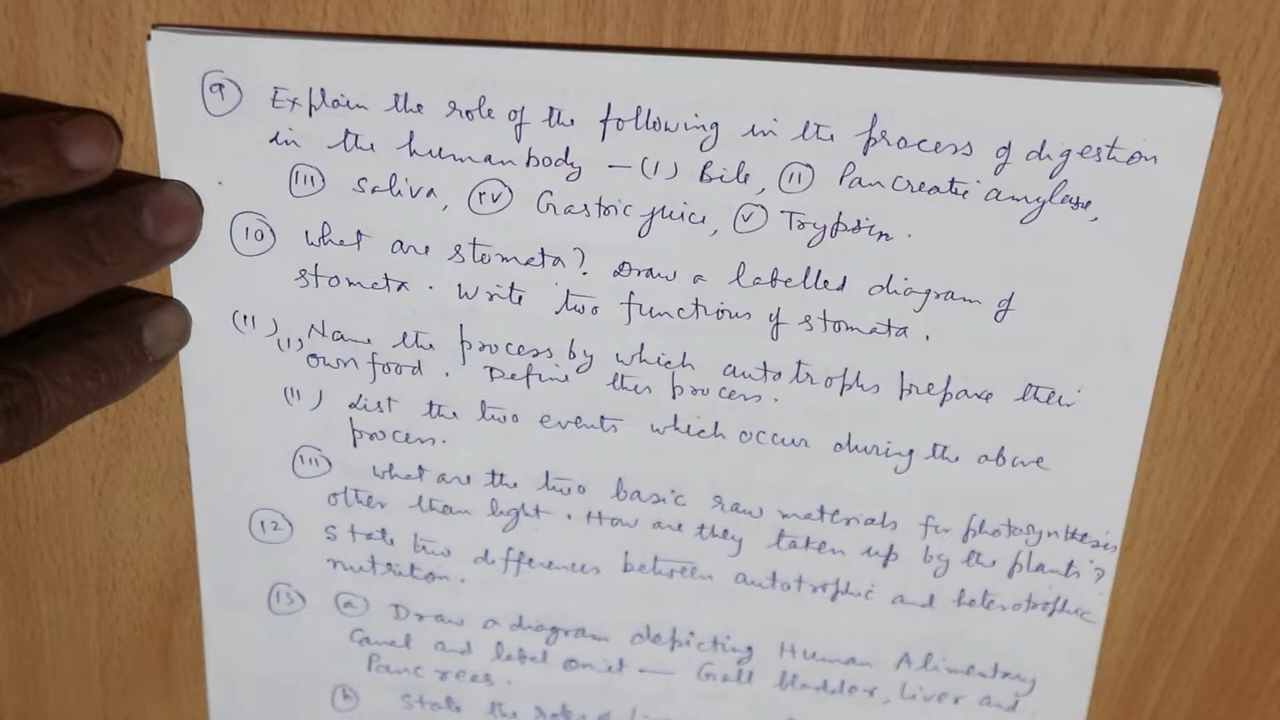 9 Explain the role of the following in the process of digestion
in the human body – (I) Bile, (II) Pancreatic amylase,
(III) Saliva, (IV) Gastric juice, (V) Trypsin.
10 What are stomata? Draw a labelled diagram of
stomata. Write two functions of stomata.
(11) (I) Name the process by which autotrophs prepare their
own food. Define this process.
(II) List the two events which occur during the above
process.
(III) What are the two basic raw materials for photosynthesis
other than light. How are they taken up by the plants?
12 State two differences between autotrophic and heterotrophic
nutrition.
13 (a) Draw a diagram depicting Human Alimentary
Canal and label on it — Gall bladder, Liver and
Pancreas.
(b) State the roles of